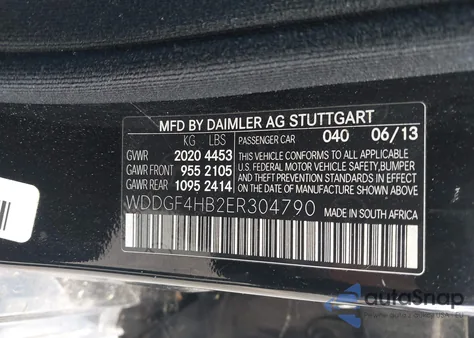 MFD BY DAIMLER AG STUTTGART
KG LBS PASSENGER CAR 040 06/13
GWWR 2020 4453 THIS VEHICLE CONFORMS TO ALL APPLICABLE
GAWR FRONT 955 2105 U.S. FEDERAL MOTOR VEHICLE SAFETY,BUMPER
GAWR REAR 1095 2414 AND THEFT PREVENTION STANDARDS IN EFFECT
ON THE DATE OF MANUFACTURE SHOWN ABOVE.
WDDGF4HB2ER304790 MADE IN SOUTH AFRICA
autoSnap